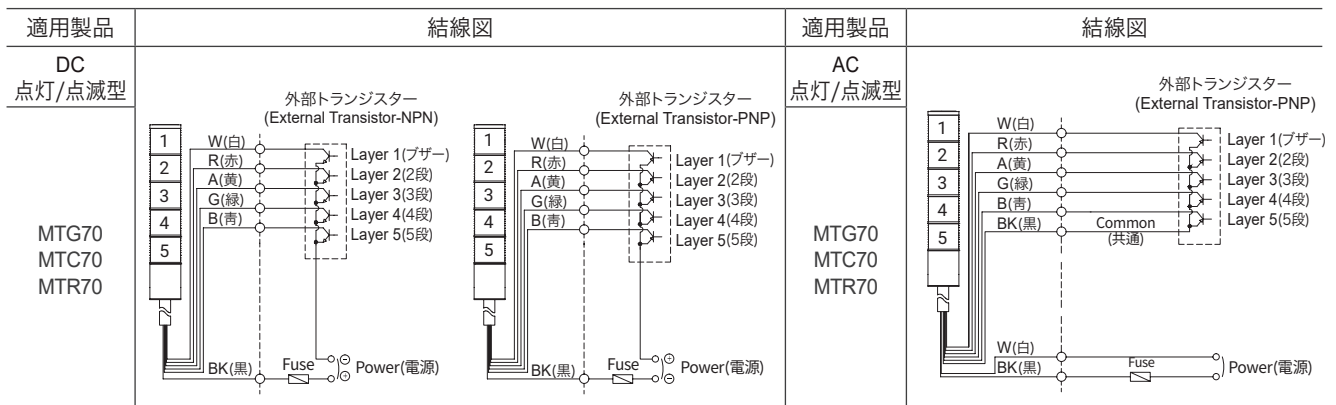 適用製品
結線図
適用製品
結線図
DC
点灯/点滅型
MTG70
MTC70
MTR70
外部トランジスター
(External Transistor-NPN)
1
2
3
4
5
W(白)
R(赤)
A(黄)
G(緑)
B(靑)
Layer 1(ブザー)
Layer 2(2段)
Layer 3(3段)
Layer 4(4段)
Layer 5(5段)
BK(黒)
Fuse
⊖
⊕
Power(電源)
外部トランジスター
(External Transistor-PNP)
1
2
3
4
5
W(白)
R(赤)
A(黄)
G(緑)
B(靑)
Layer 1(ブザー)
Layer 2(2段)
Layer 3(3段)
Layer 4(4段)
Layer 5(5段)
BK(黒)
Fuse
⊕
⊖
Power(電源)
AC
点灯/点滅型
MTG70
MTC70
MTR70
外部トランジスター
(External Transistor-PNP)
1
2
3
4
5
W(白)
R(赤)
A(黄)
G(緑)
B(靑)
BK(黒)
Common
(共通)
Layer 1(ブザー)
Layer 2(2段)
Layer 3(3段)
Layer 4(4段)
Layer 5(5段)
W(白)
BK(黒)
Fuse
Power(電源)